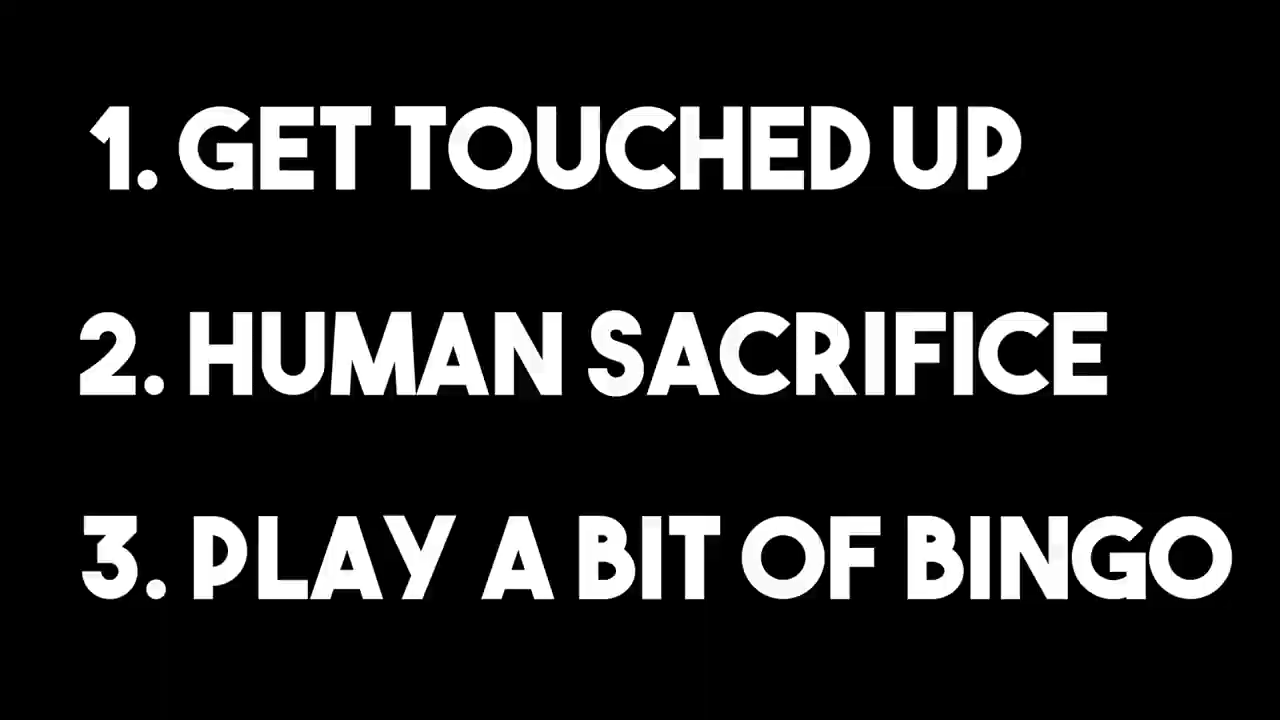 1. GET TOUCHED UP
2. HUMAN SACRIFICE
3. PLAY A BIT OF BINGO